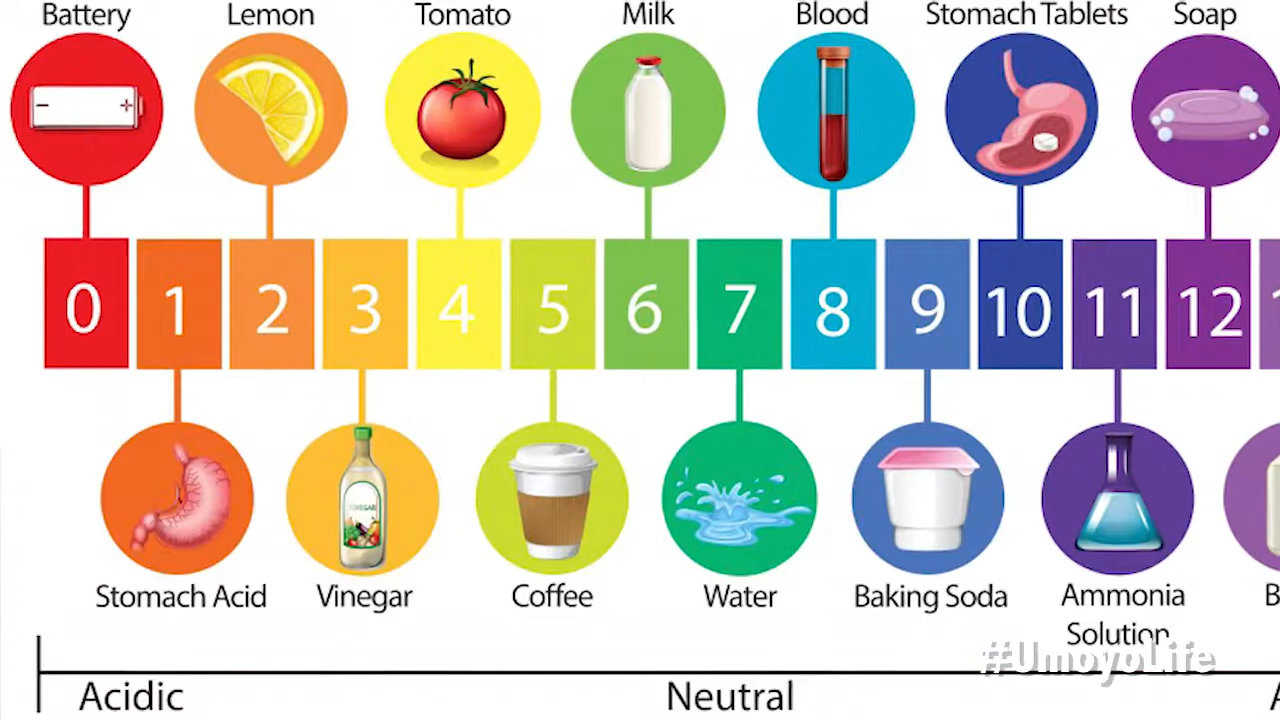 Battery Lemon Tomato Milk Blood Stomach Tablets Soap
0 1 2 3 4 5 6 7 8 9 10 11 12
VINEGAR
Stomach Acid Vinegar Coffee Water Baking Soda Ammonia
Solution
#UmoyoLife
Acidic Neutral